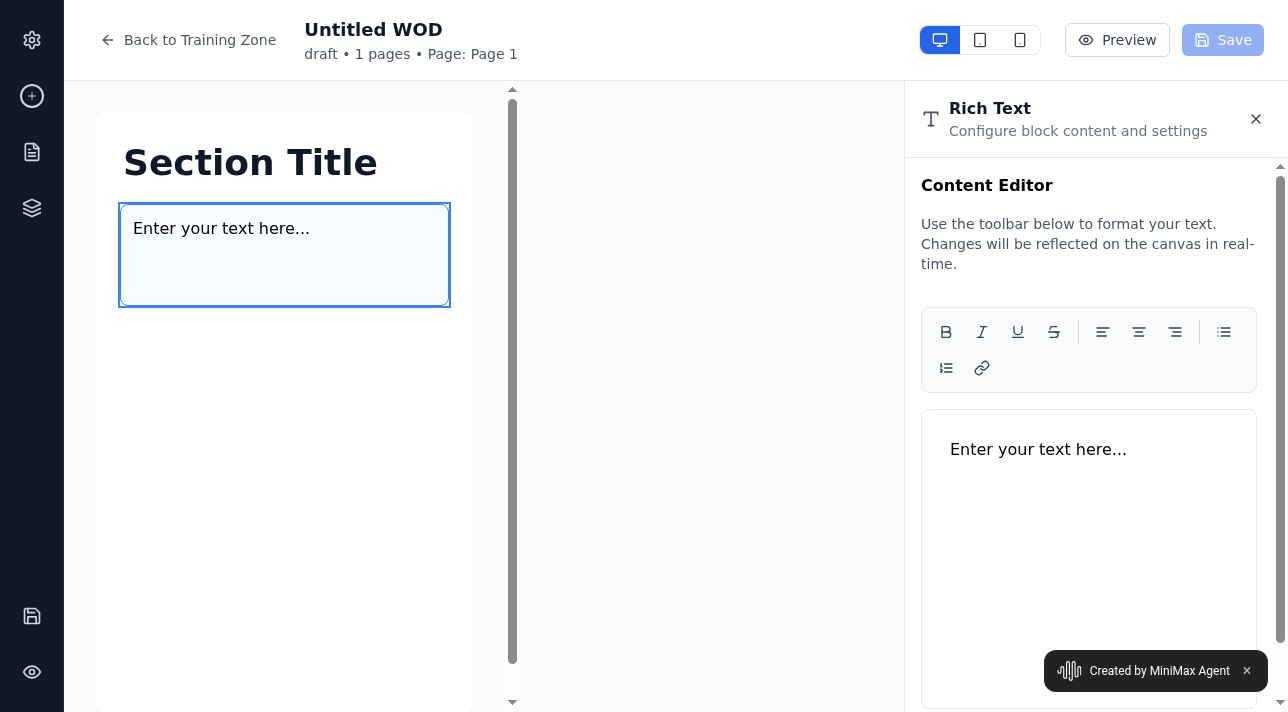 Back to Training Zone
Untitled WOD
draft • 1 pages • Page: Page 1
Preview
Save
Section Title
Enter your text here...
Rich Text
Configure block content and settings
Content Editor
Use the toolbar below to format your text.
Changes will be reflected on the canvas in real-
time.
Enter your text here...
Created by MiniMax Agent